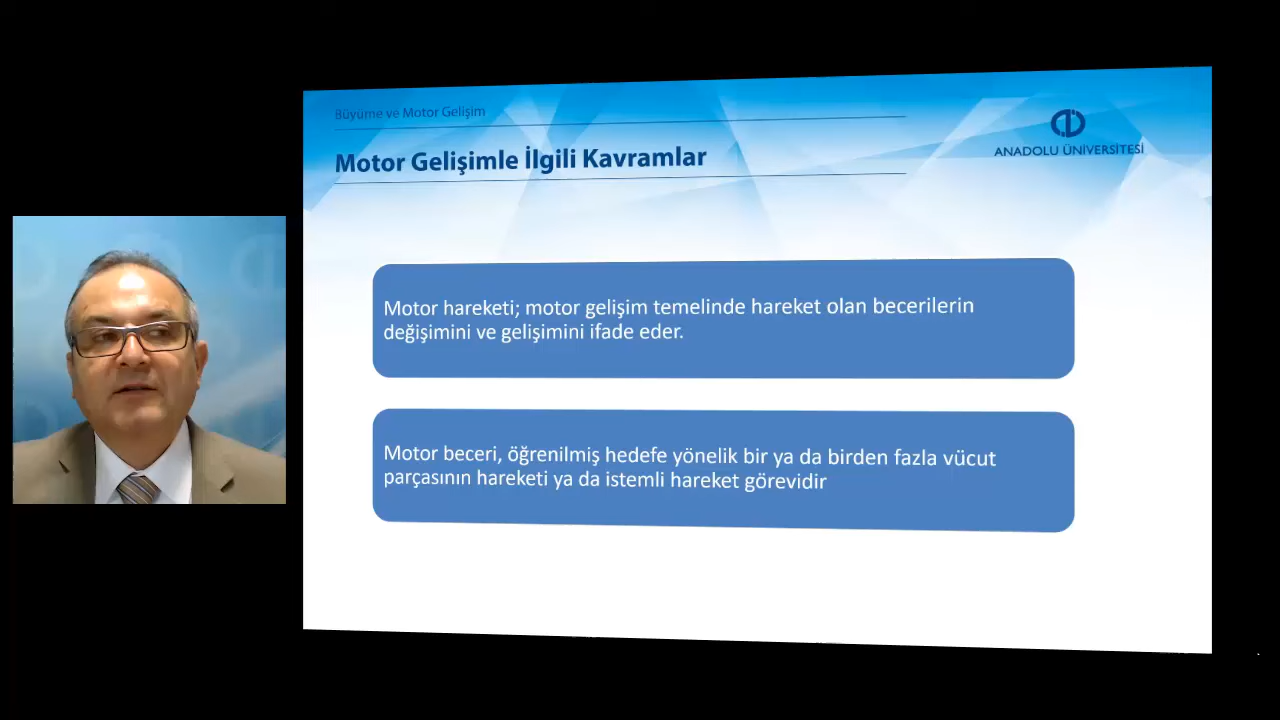 Büyüme ve Motor Gelişim
Motor Gelişimle İlgili Kavramlar
ANADOLU ÜNİVERSİTESİ
Motor hareketi; motor gelişim temelinde hareket olan becerilerin
değişimini ve gelişimini ifade eder.
Motor beceri, öğrenilmiş hedefe yönelik bir ya da birden fazla vücut
parçasının hareketi ya da istemli hareket görevidir